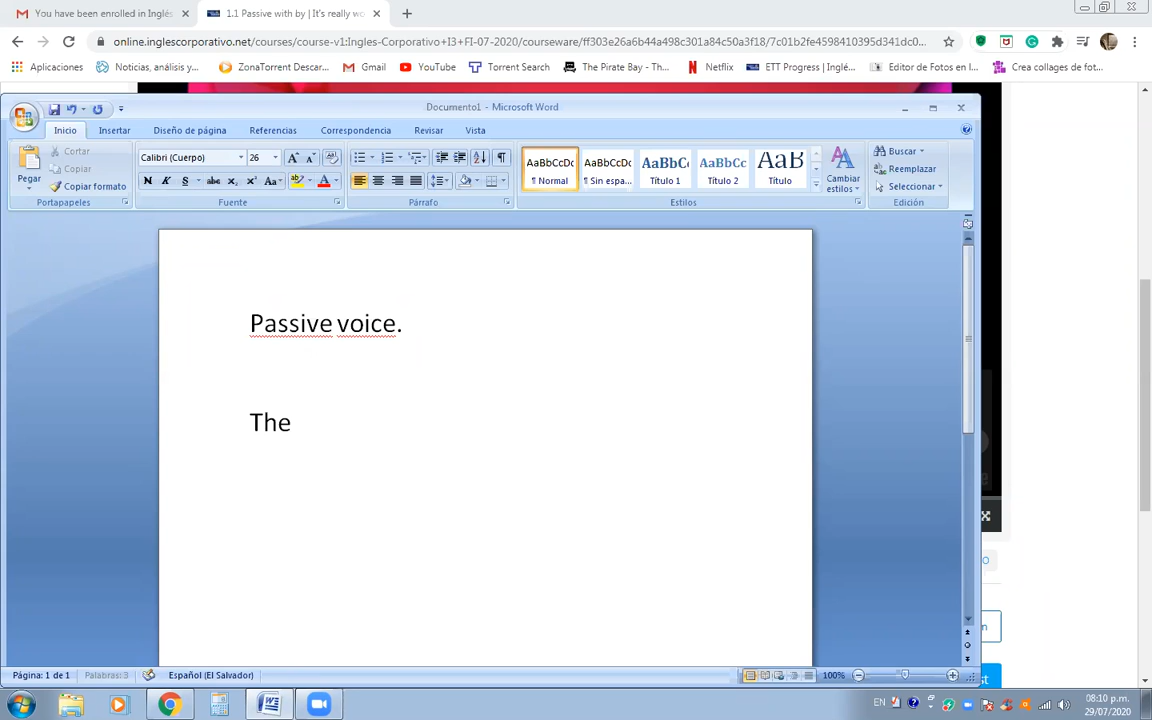 You have been enrolled in Inglés
1.1 Passive with by | It's really wo
online.inglescorporativo.net/courses/course-v1:Ingles-Corporativo+I3+FI-07-2020/courseware/ff303e26a6b44a498c301a84c50a3f18/7c01b2fe4598410395d341dc0...
Aplicaciones
Noticias, análisis y...
ZonaTorrent Descar...
Gmail
YouTube
Torrent Search
The Pirate Bay - Th...
Netflix
ETT Progress | Inglé...
Editor de Fotos en l...
Crea collages de fot...
Documento1 - Microsoft Word
Inicio
Insertar
Diseño de página
Referencias
Correspondencia
Revisar
Vista
Pegar
Cortar
Copiar
Copiar formato
Portapapeles
Calibri (Cuerpo)
26
Fuente
Párrafo
AaBbCcDc
¶ Normal
AaBbCcDc
¶ Sin espa...
AaBbC
Título 1
AaBbCc
Título 2
AaB
Título
Cambiar
estilos
Estilos
Buscar
Reemplazar
Seleccionar
Edición
Passive voice.
The
Página: 1 de 1
Palabras: 3
Español (El Salvador)
100%
EN
08:10 p.m.
29/07/2020